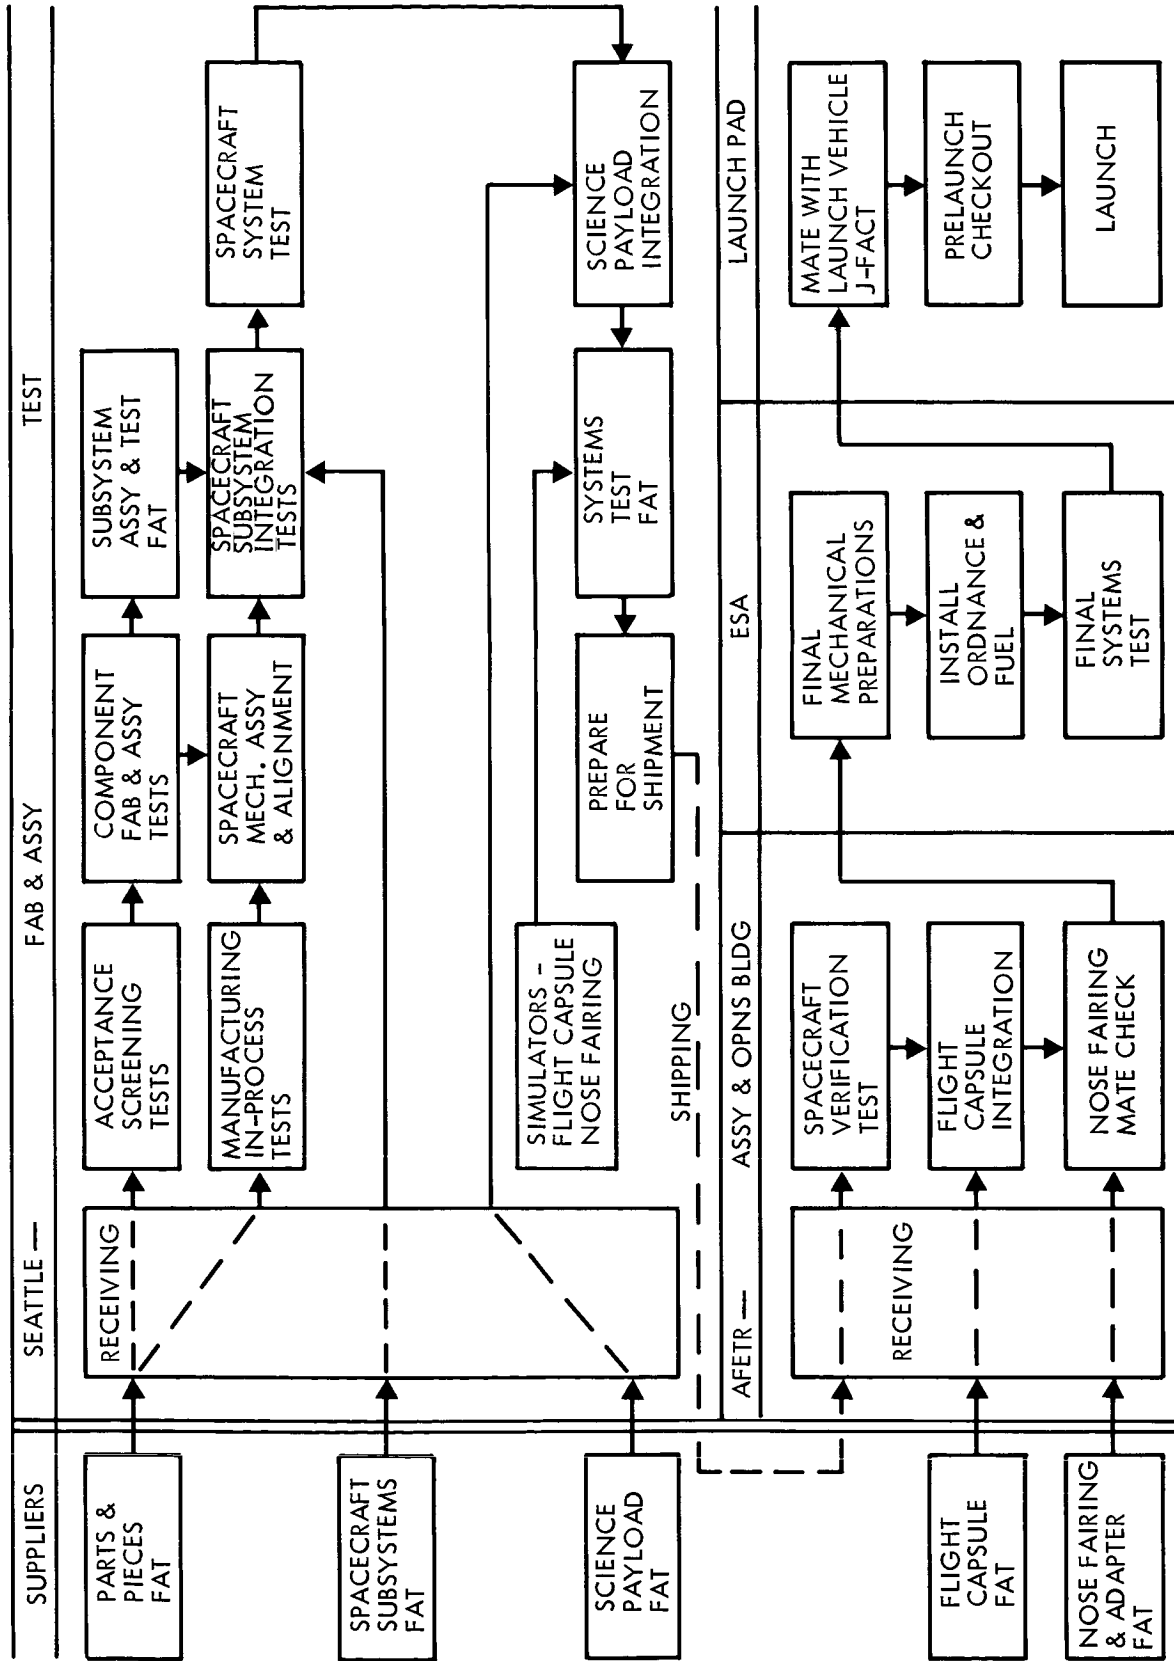 SUPPLIERS
SEATTLE —
FAB & ASSY
TEST
PARTS &
PIECES
FAT
SPACECRAFT
SUBSYSTEMS
FAT
SCIENCE
PAYLOAD
FAT
FLIGHT
CAPSULE
FAT
NOSE FAIRING
& ADAPTER
FAT
RECEIVING
ACCEPTANCE
SCREENING
TESTS
COMPONENT
FAB & ASSY
TESTS
SUBSYSTEM
ASSY & TEST
FAT
MANUFACTURING
IN-PROCESS
TESTS
SPACECRAFT
MECH. ASSY
& ALIGNMENT
SPACECRAFT
SUBSYSTEM
INTEGRATION
TESTS
SPACECRAFT
SYSTEM
TEST
SIMULATORS –
FLIGHT CAPSULE
NOSE FAIRING
PREPARE
FOR
SHIPMENT
SYSTEMS
TEST
FAT
SCIENCE
PAYLOAD
INTEGRATION
SHIPPING
AFETR —
ASSY & OPNS BLDG
ESA
LAUNCH PAD
RECEIVING
SPACECRAFT
VERIFICATION
TEST
FLIGHT
CAPSULE
INTEGRATION
NOSE FAIRING
MATE CHECK
FINAL
MECHANICAL
PREPARATIONS
INSTALL
ORDNANCE &
FUEL
FINAL
SYSTEMS
TEST
MATE WITH
LAUNCH VEHICLE
J-FACT
PRELAUNCH
CHECKOUT
LAUNCH